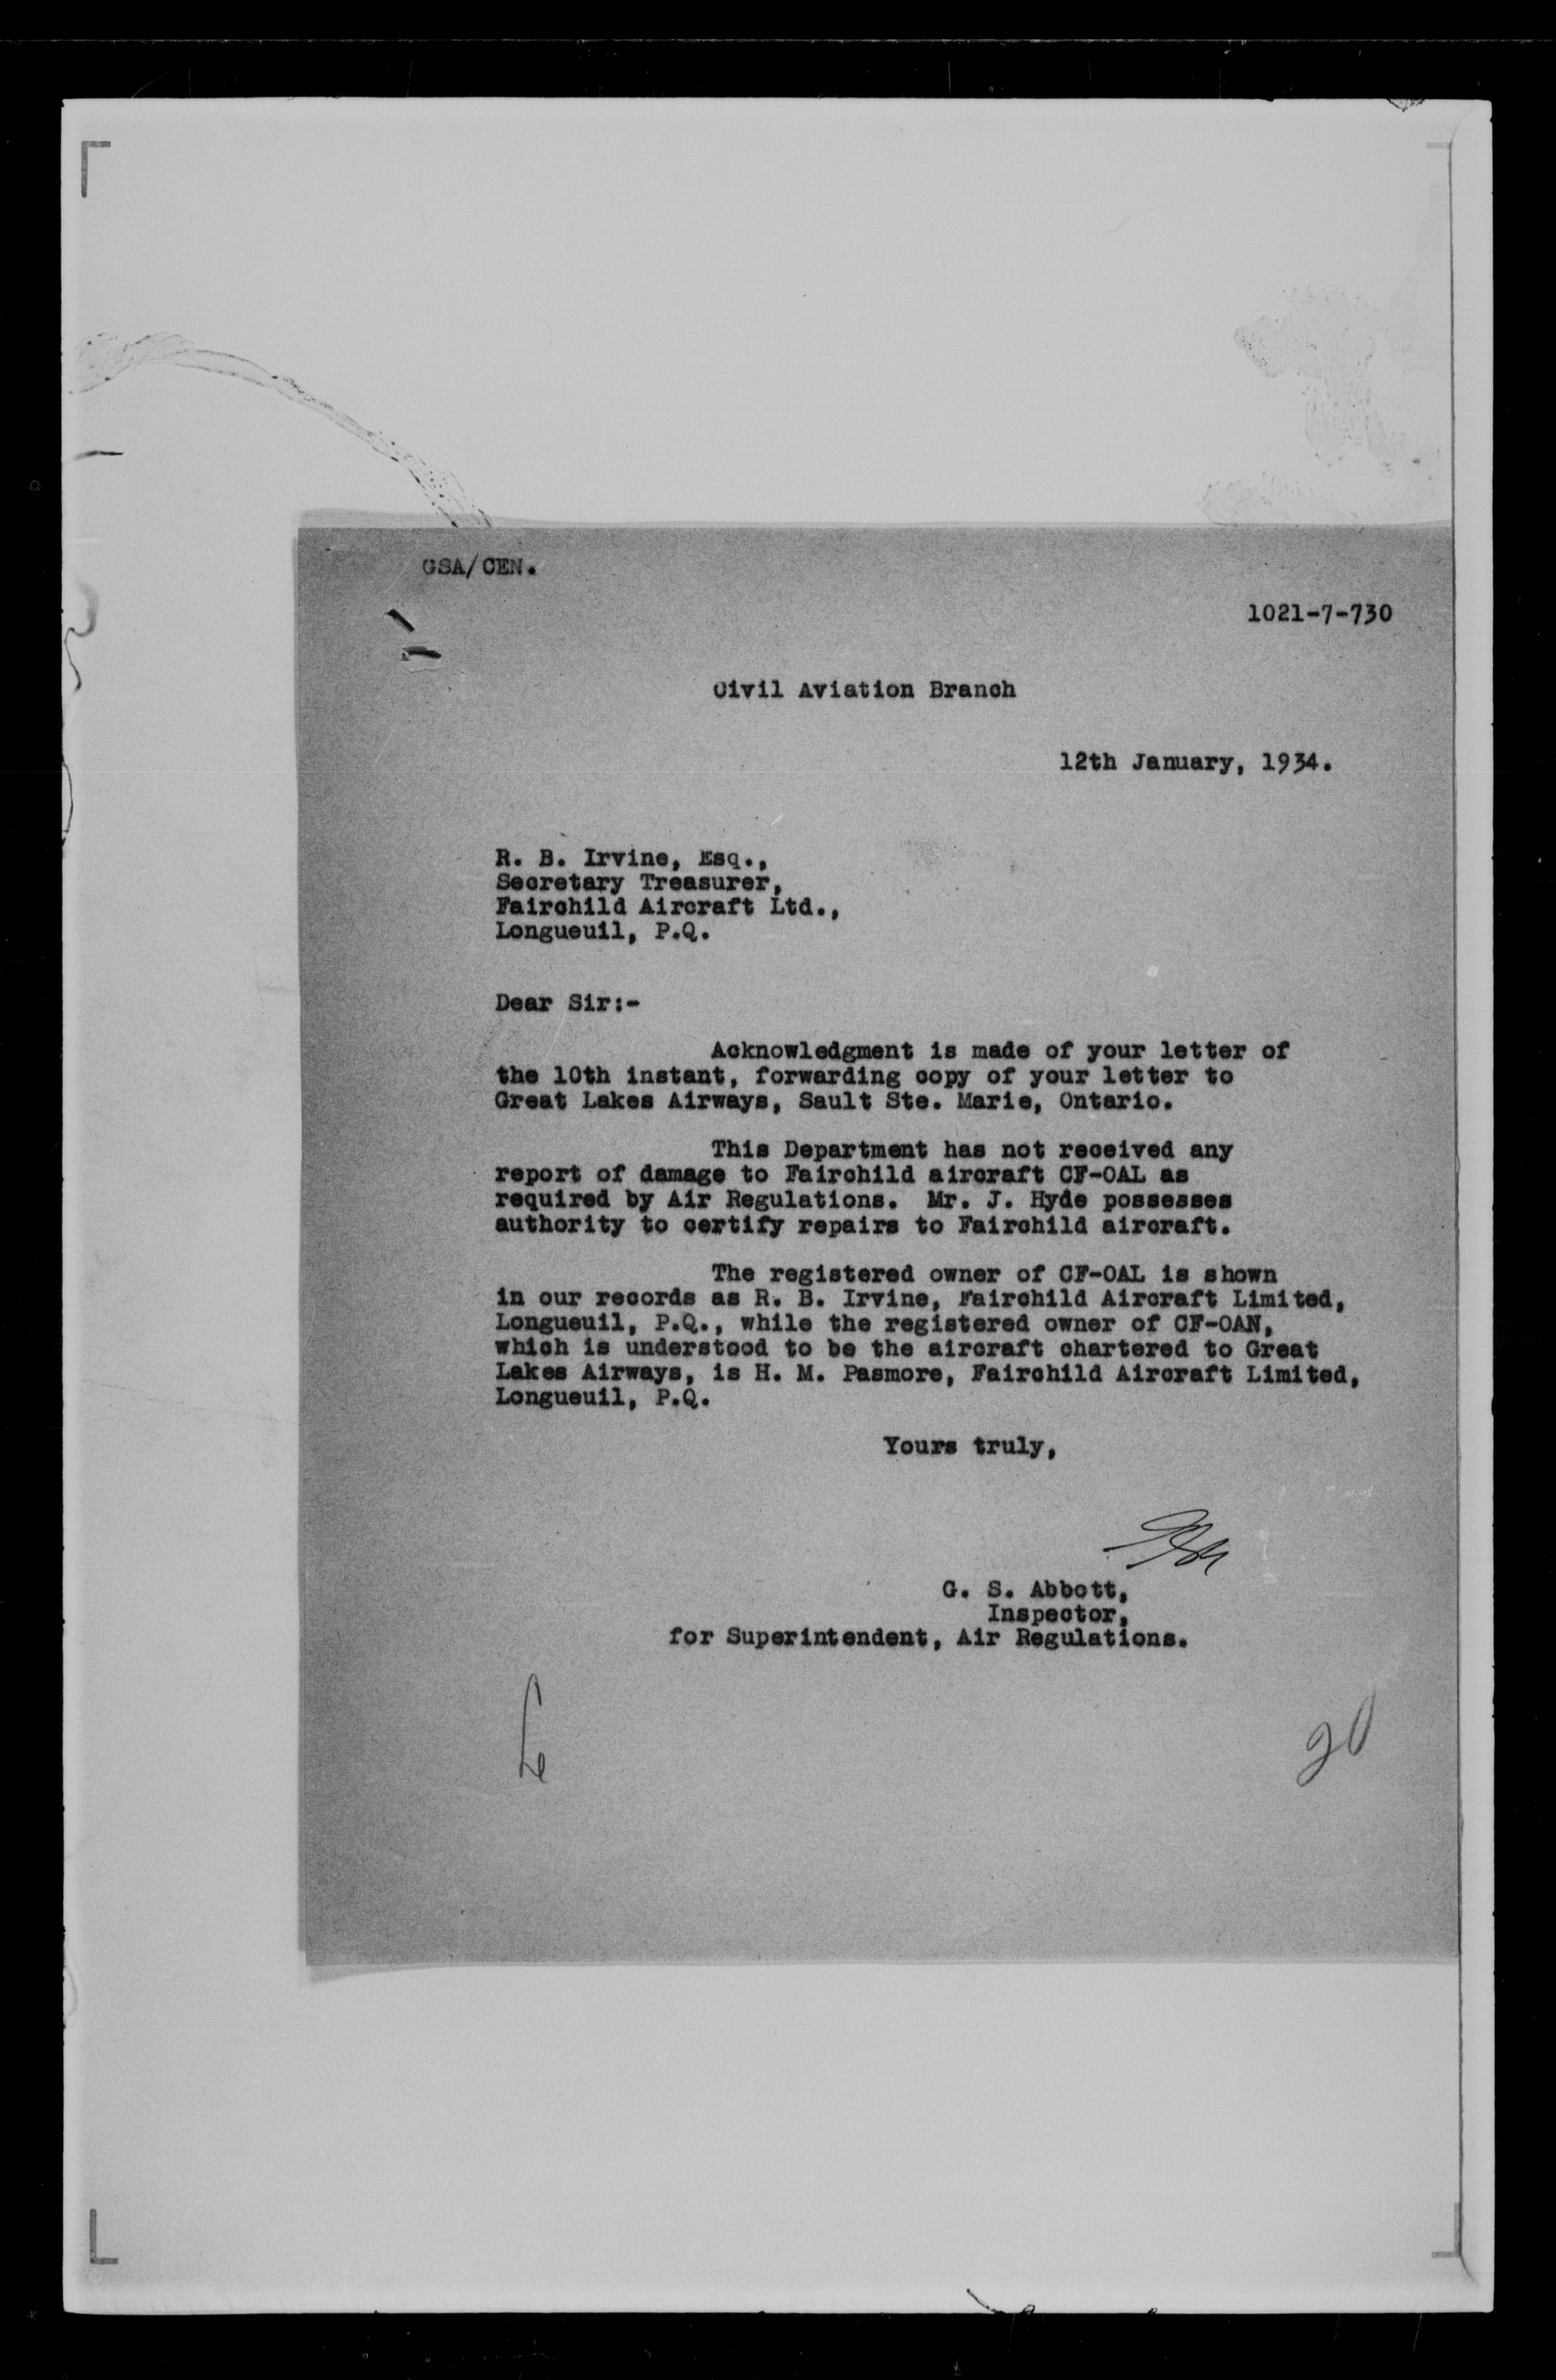 GSA/CEN.
1021-7-730
Civil Aviation Branch
12th January, 1934.
R. B. Irvine, Esq.,
Secretary Treasurer,
Fairchild Aircraft Ltd.,
Longueuil, P.Q.
Dear Sir:-
Acknowledgment is made of your letter of
the 10th instant, forwarding copy of your letter to
Great Lakes Airways, Sault Ste. Marie, Ontario.
This Department has not received any
report of damage to Fairchild aircraft CF-OAL as
required by Air Regulations. Mr. J. Hyde possesses
authority to certify repairs to Fairchild aircraft.
The registered owner of CF-OAL is shown
in our records as R. B. Irvine, Fairchild Aircraft Limited,
Longueuil, P.Q., while the registered owner of CF-OAN,
which is understood to be the aircraft chartered to Great
Lakes Airways, is H. M. Pasmore, Fairchild Aircraft Limited,
Longueuil, P.Q.
Yours truly,
G. S. Abbott,
Inspector,
for Superintendent, Air Regulations.